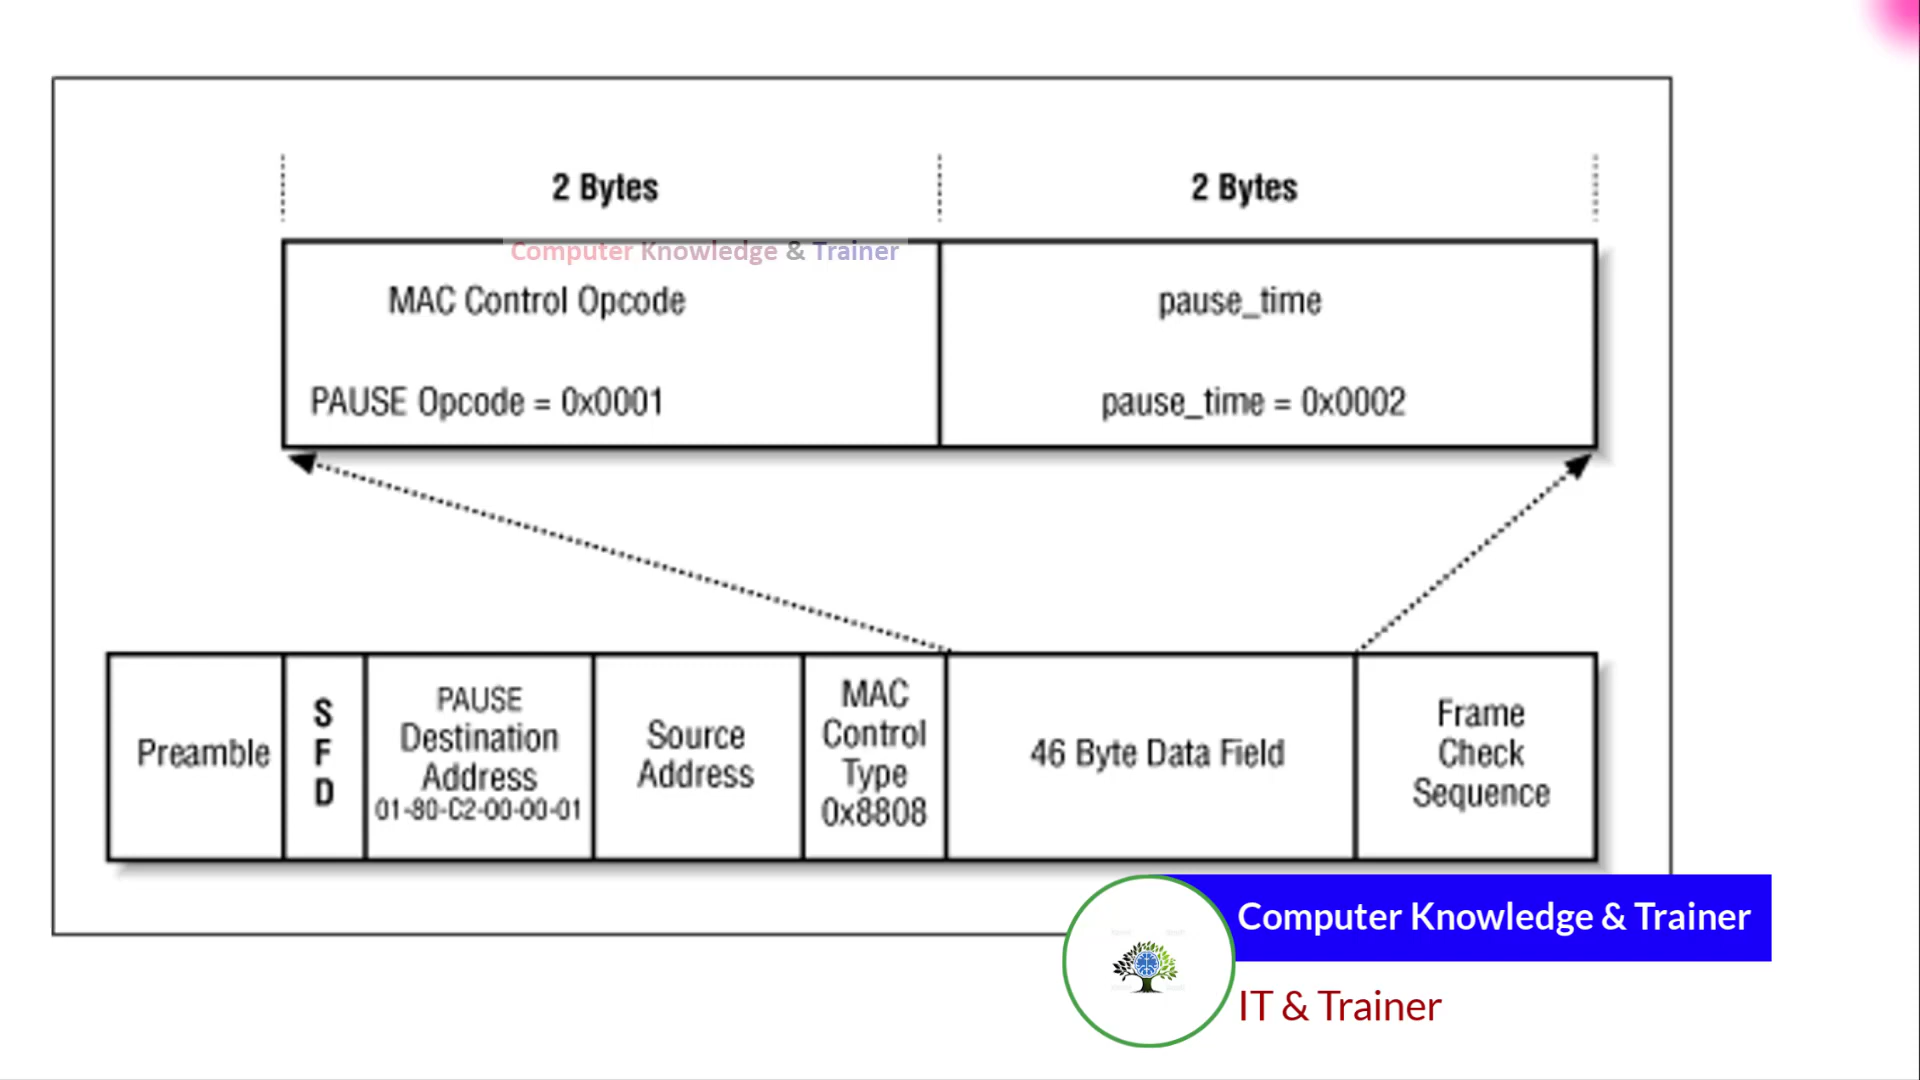 2 Bytes
2 Bytes
Computer Knowledge & Trainer
MAC Control Opcode
PAUSE Opcode = 0x0001
pause_time
pause_time = 0x0002
Preamble
S
F
D
PAUSE
Destination
Address
01-80-C2-00-00-01
Source
Address
MAC
Control
Type
0x8808
46 Byte Data Field
Frame
Check
Sequence
Computer Knowledge & Trainer
IT & Trainer